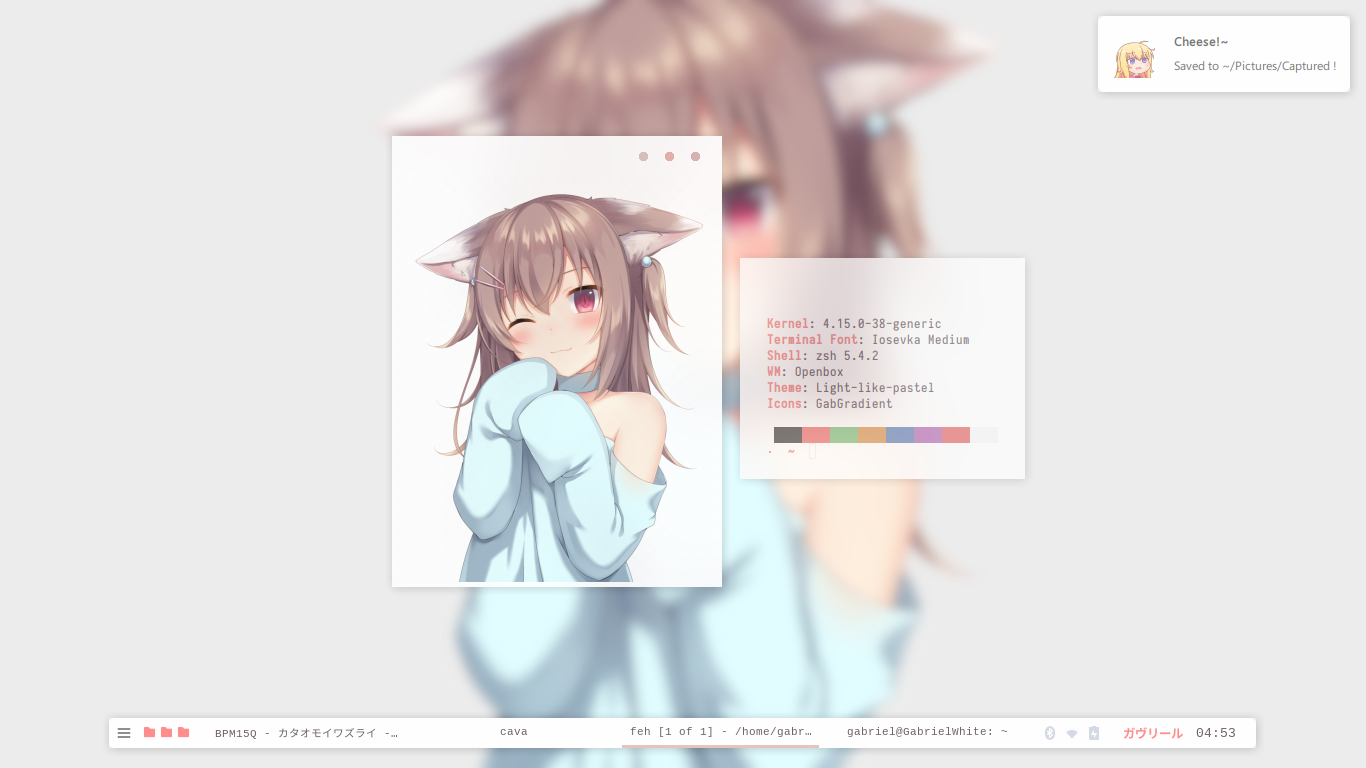 Cheese!~
Saved to ~/Pictures/Captured !
Kernel: 4.15.0-38-generic
Terminal Font: Iosevka Medium
Shell: zsh 5.4.2
WM: Openbox
Theme: Light-like-pastel
Icons: GabGradient
· ~
BPM15Q - カタオモイワズライ -…
cava
feh [1 of 1] - /home/gabr…
gabriel@GabrielWhite: ~
ガヴリール
04:53